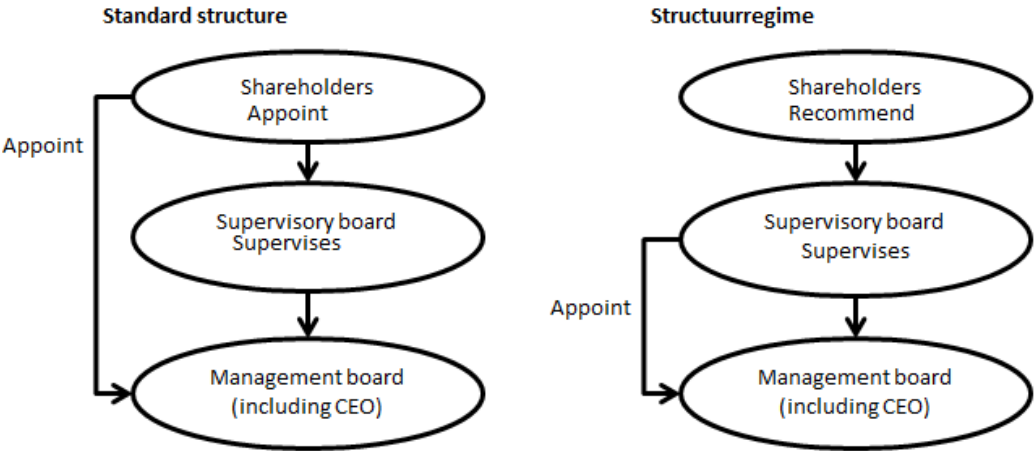 Standard structure
Shareholders
Appoint
Appoint
Supervisory board
Supervises
Management board
(including CEO)
Structuurregime
Shareholders
Recommend
Supervisory board
Supervises
Appoint
Management board
(including CEO)